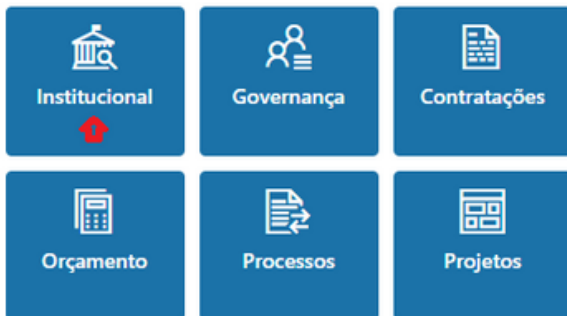 Institucional
Governança
Contratações
Orçamento
Processos
Projetos